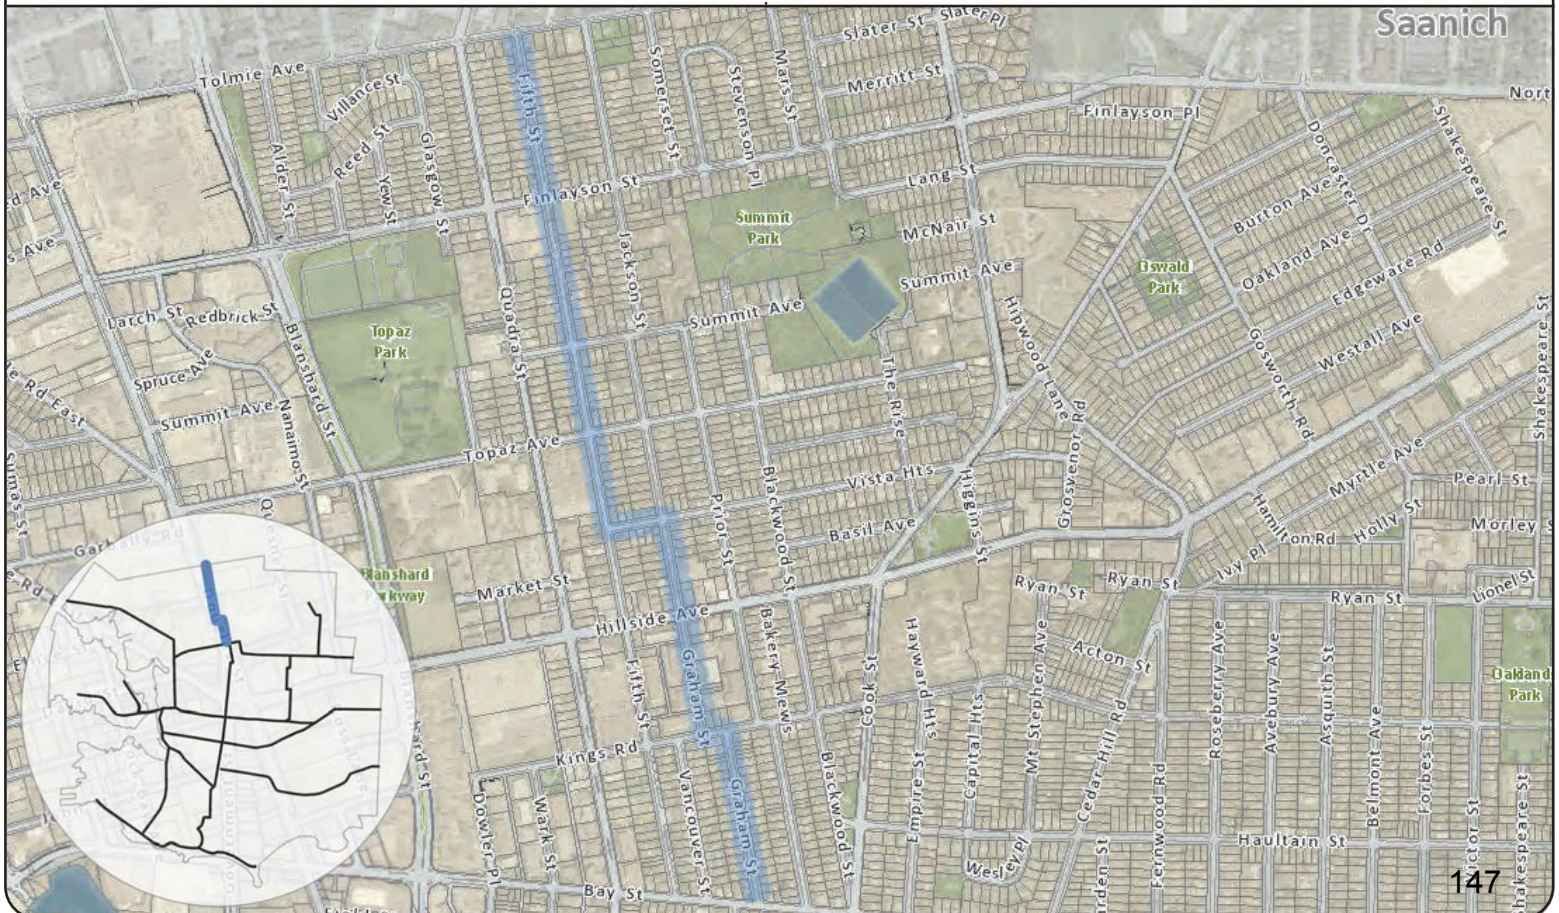 Saanich
Slater St
Slater Pl
Tolmie Ave
Villance St
Fifth St
Somerset St
Stevenson Pl
Mars St
Merritt St
Finlayson Pl
Nort
Alder St
Reed St
Yew St
Glasgow St
Finlayson St
Lang St
Doncaster Dr
Shakespeare St
Burton Ave
d Ave
s Ave
Summit
Park
McNair St
Oakland Ave
Edgeware Rd
Jackson St
Summit Ave
Summit Ave
Oswald
Park
Larch St
Redbrick St
Quadra St
Topaz
Park
Blanshard St
Hipwood Lane
Gosworth Rd
Westall Ave
Shakespeare St
Spruce Ave
Summit Ave
Nanaimo St
The Rise
Grosvenor Rd
Topaz Ave
Myrtle Ave
Sumas St
Vista Hts
Higgins St
Blackwood St
Prior St
Basil Ave
Hamilton Rd
Holly St
Pearl St
Morley
Garbally Rd
Ivy Pl
Blanshard
Parkway
Market St
Ryan St
Ryan St
Ryan St
Lionel St
Hillside Ave
Bakery Mews
Graham St
Fifth St
Hayward Hts
Cook St
Mt Stephen Ave
Acton St
Capital Hts
Cedar Hill Rd
Roseberry Ave
Avebury Ave
Asquith St
Belmont Ave
Forbes St
Oakland
Park
Kings Rd
Graham St
Vancouver St
Blackwood St
Empire St
Fernwood Rd
Haultain St
Dowler Pl
Wark St
Wesley Pl
Bay St
Shakespeare St
147